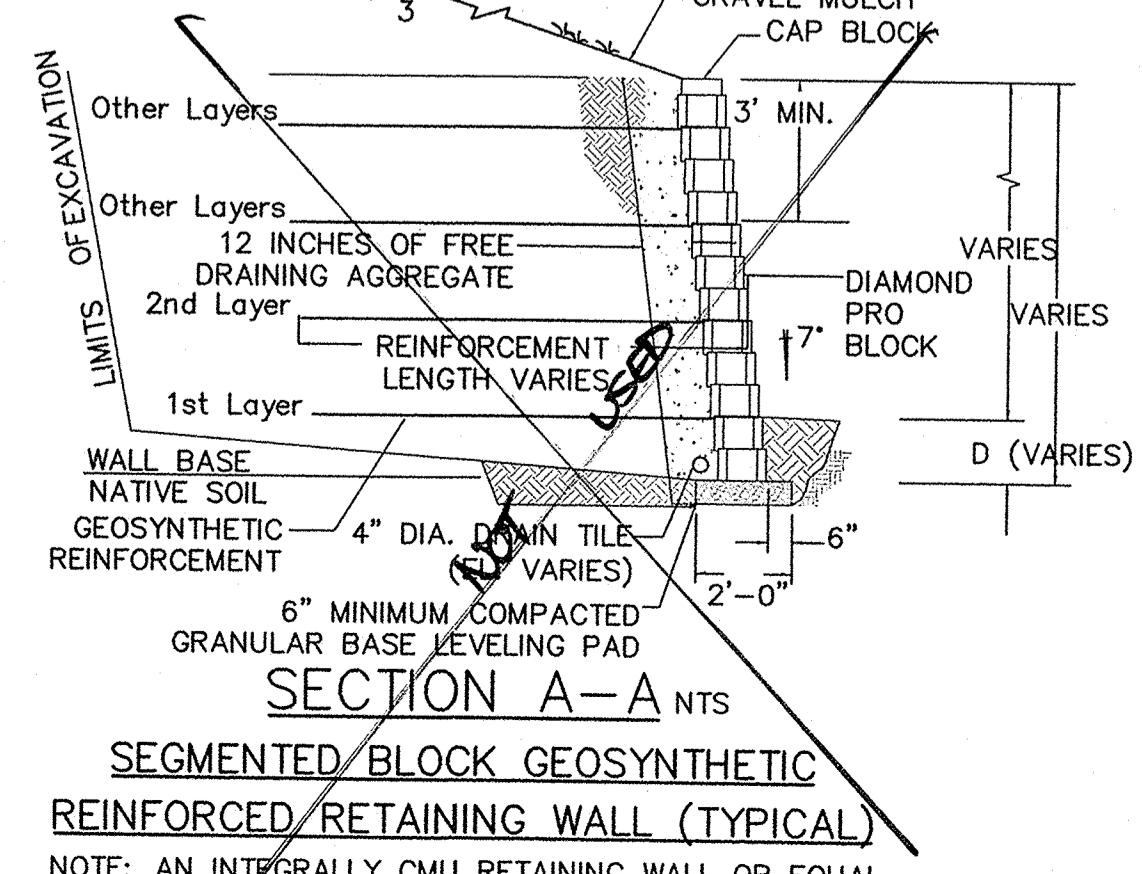 3
GRAVEL MULCH
CAP BLOCK
3' MIN.
LIMITS OF EXCAVATION
Other Layers
Other Layers
12 INCHES OF FREE
DRAINING AGGREGATE
2nd Layer
REINFORCEMENT
LENGTH VARIES
1st Layer
VARIES
VARIES
DIAMOND
PRO
BLOCK
7°
D (VARIES)
WALL BASE
NATIVE SOIL
GEOSYNTHETIC
REINFORCEMENT
4" DIA. DRAIN TILE
VARIES)
6"
2'-0"
6" MINIMUM COMPACTED
GRANULAR BASE LEVELING PAD
NOT USED
SECTION A-A NTS
SEGMENTED BLOCK GEOSYNTHETIC
REINFORCED RETAINING WALL (TYPICAL)
NOTE: AN INTEGRALLY CMU RETAINING WALL OR EQUAL